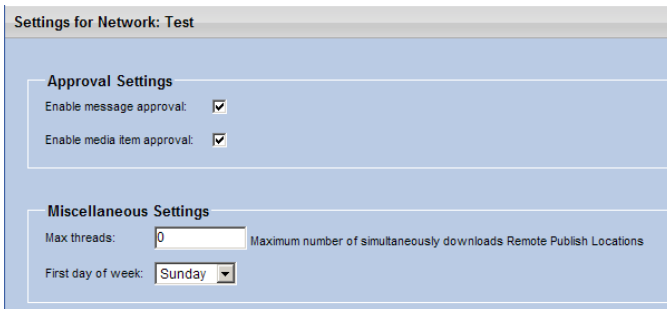 Settings for Network: Test
Approval Settings
Enable message approval:
Enable media item approval:
Miscellaneous Settings
Max threads: 0 Maximum number of simultaneously downloads Remote Publish Locations
First day of week: Sunday